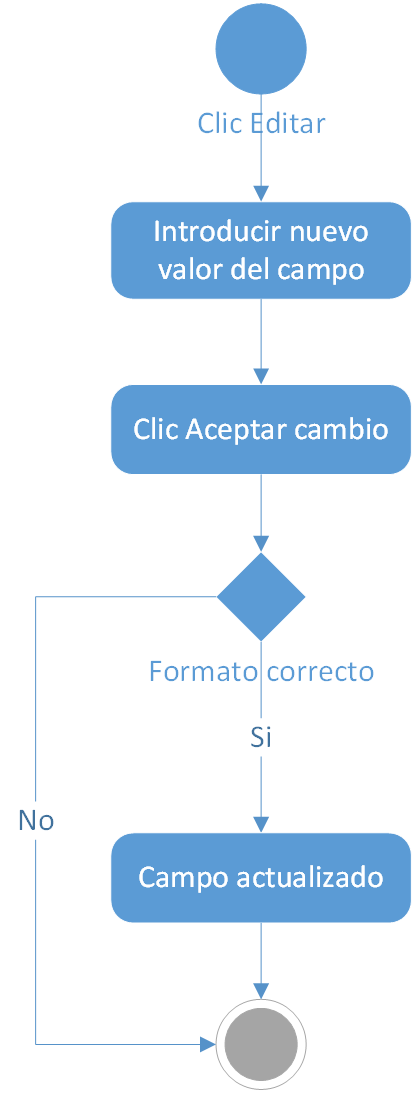 Clic Editar
Introducir nuevo
valor del campo
Clic Aceptar cambio
Formato correcto
Si
No
Campo actualizado